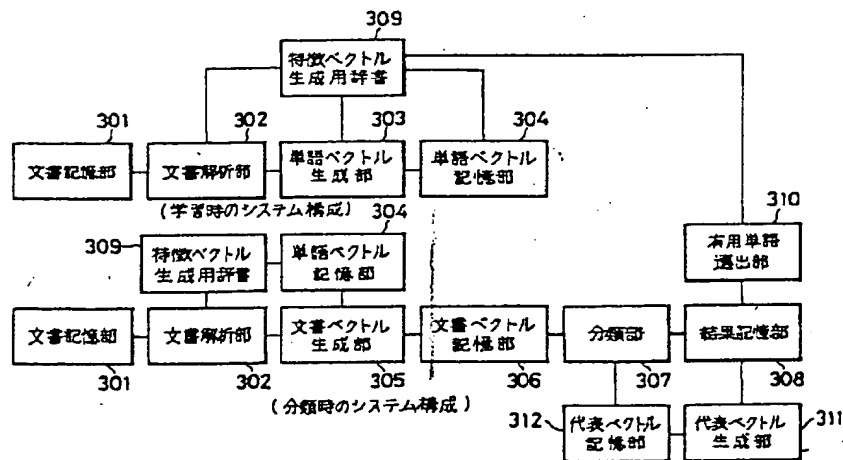 309
特徴ベクトル
生成用辞書
301
302
303
304
文書記憶部
文書解析部
単語ベクトル
生成部
単語ベクトル
記憶部
(学習時のシステム構成)
309
特徴ベクトル
生成用辞書
304
単語ベクトル
記憶部
310
有用単語
選出部
文書記憶部
文書解析部
文書ベクトル
生成部
文書ベクトル
記憶部
分類部
結果記憶部
301
302
305
306
307
308
(分類時のシステム構成)
312
代表ベクトル
記憶部
代表ベクトル
生成部
311